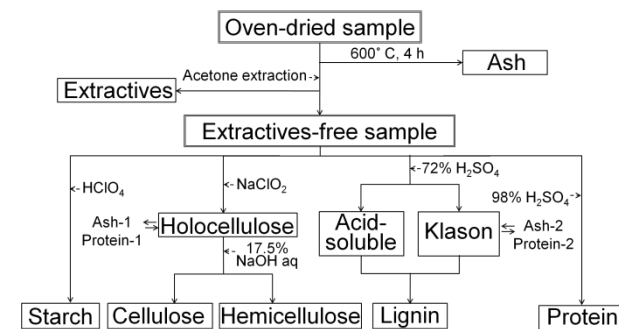 Oven-dried sample
600° C, 4 h
Ash
Acetone extraction
Extractives
Extractives-free sample
HClO₄
NaClO₂
72% H₂SO₄
98% H₂SO₄
Ash-1
Protein-1
Holocellulose
Acid-
soluble
Klason
Ash-2
Protein-2
17.5%
NaOH aq
Starch
Cellulose
Hemicellulose
Lignin
Protein